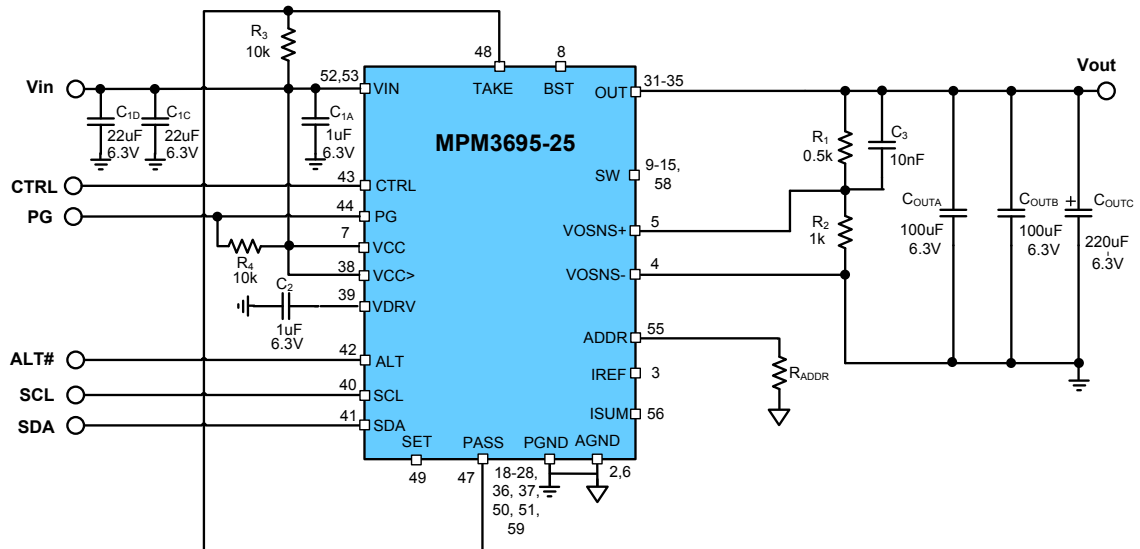 R3
10k
48
8
52,53
31-35
Vin
Vout
VIN
TAKE
BST
OUT
C1D
22uF
6.3V
C1C
22uF
6.3V
C1A
1uF
6.3V
MPM3695-25
R1
0.5k
C3
10nF
9-15,
58
SW
CTRL
43
CTRL
PG
44
PG
5
VOSNS+
R2
1k
COUTA
100uF
6.3V
COUTB
100uF
6.3V
+
COUTC
220uF
6.3V
7
VCC
R4
10k
38
VCC>
4
VOSNS-
C2
1uF
6.3V
39
VDRV
55
ADDR
RADDR
ALT#
42
ALT
3
IREF
SCL
40
SCL
56
ISUM
SDA
41
SDA
SET
PASS
PGND
AGND
49
47
18-28,
36, 37,
50, 51,
59
2,6